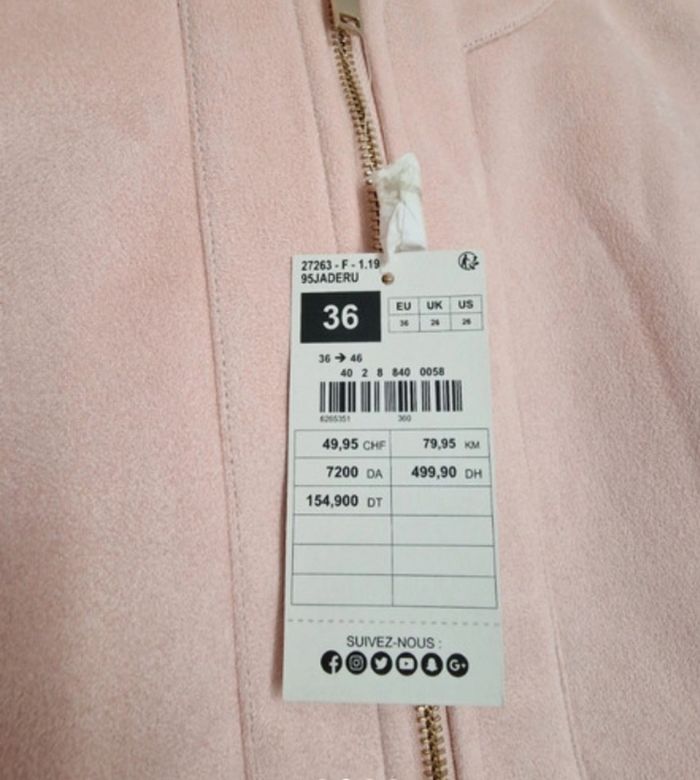 27263 - F - 1.19
95JADERU
36
EU UK US
36 26 26
36 → 46
40 2 8 840 0058
6265351 360
49,95 CHF 79,95 KM
7200 DA 499,90 DH
154,900 DT
SUIVEZ-NOUS :